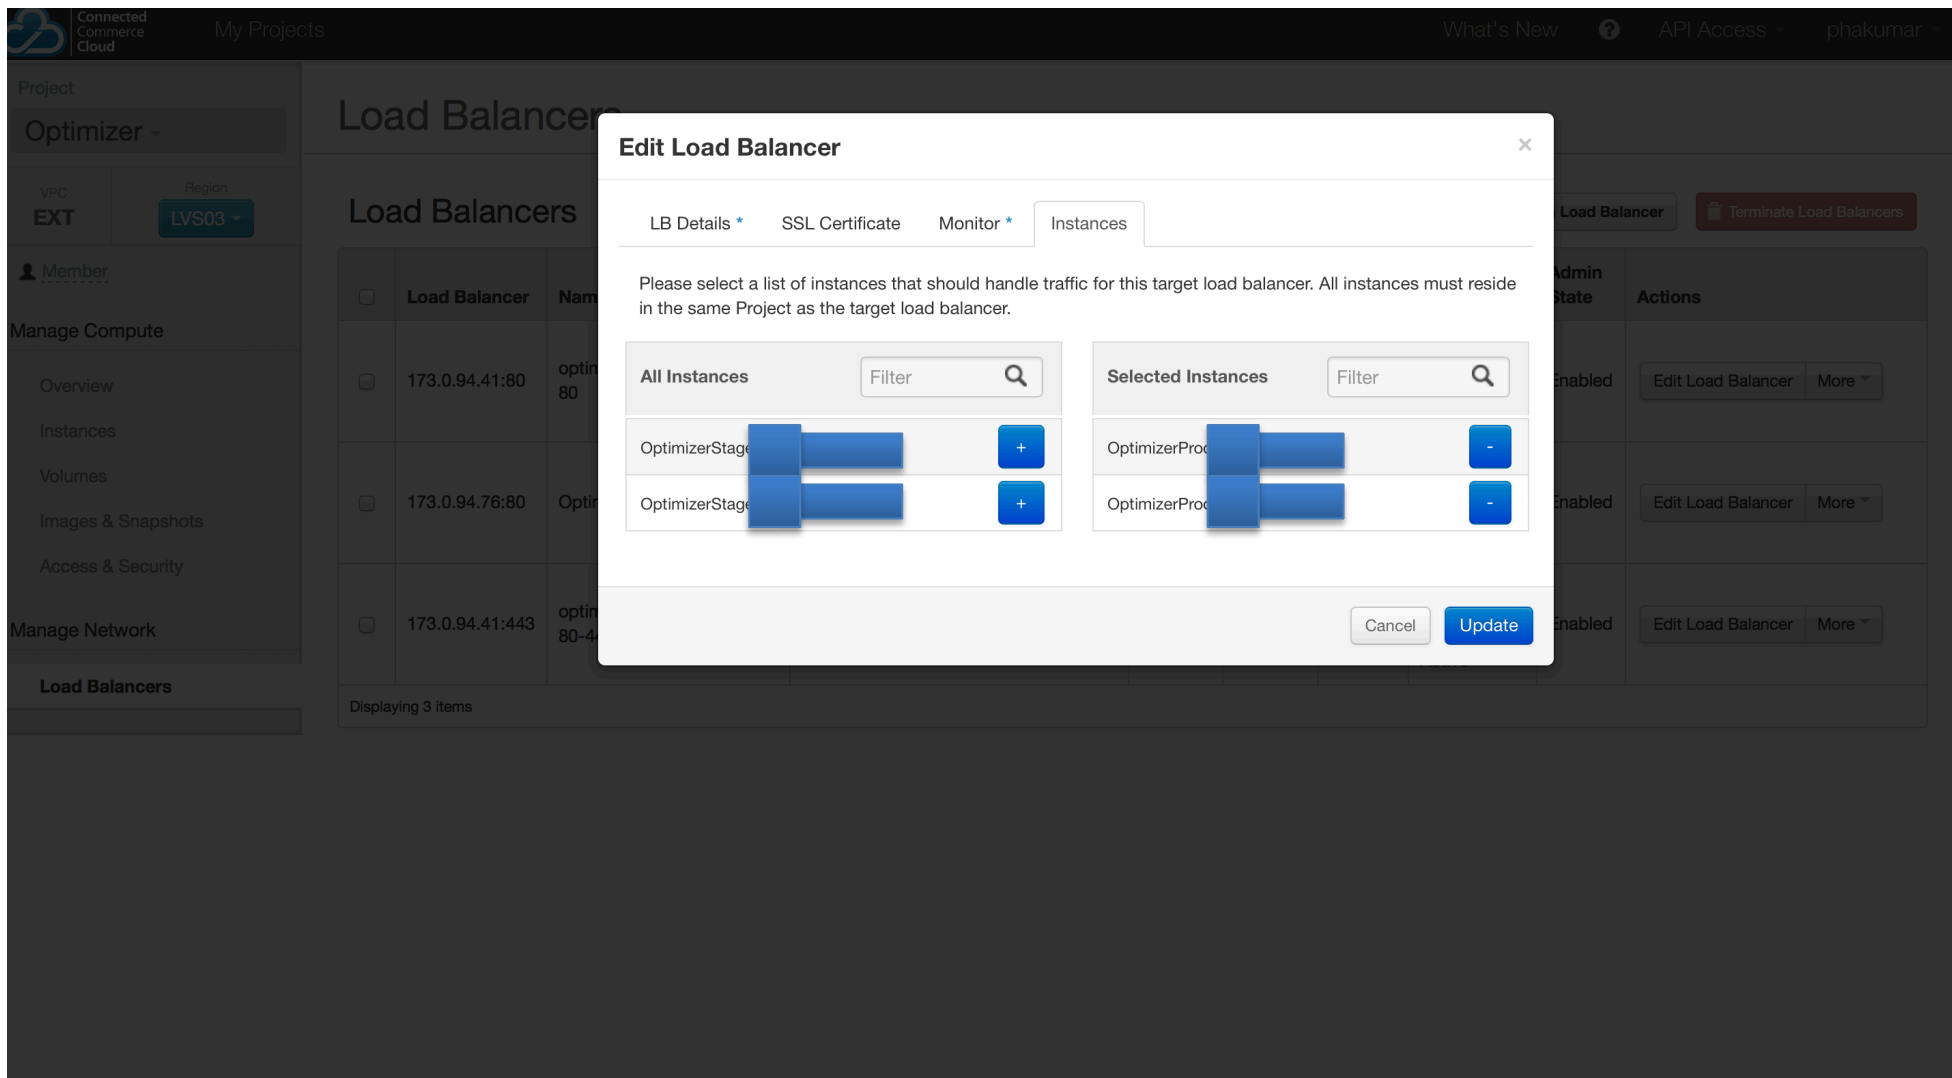 Connected
Commerce
Cloud
My Projects
What's New
API Access
phakumar
Project
Optimizer
VPC
EXT
Region
LVS03
Member
Manage Compute
Overview
Instances
Volumes
Images & Snapshots
Access & Security
Manage Network
Load Balancers
Load Balancers
Load Balancers
Load Balancer
Terminate Load Balancers
Load Balancer
Admin
State
Actions
173.0.94.41:80
80
Enabled
Edit Load Balancer
More
173.0.94.76:80
Enabled
Edit Load Balancer
More
173.0.94.41:443
Enabled
Edit Load Balancer
More
Displaying 3 items
Edit Load Balancer
×
LB Details *
SSL Certificate
Monitor *
Instances
Please select a list of instances that should handle traffic for this target load balancer. All instances must reside
in the same Project as the target load balancer.
All Instances
Filter
OptimizerStage
+
OptimizerStage
+
Selected Instances
Filter
OptimizerProd
-
OptimizerProd
-
Cancel
Update